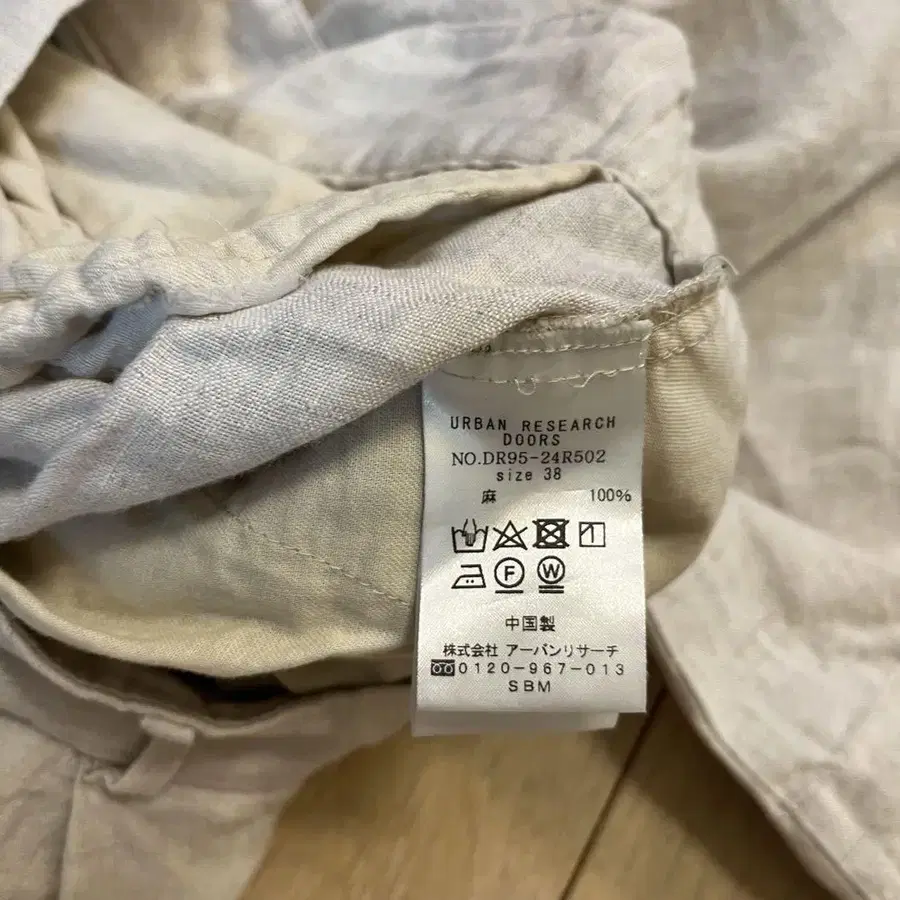 URBAN RESEARCH
DOORS
NO.DR95-24R502
size 38
麻 100%
F W
中国製
株式会社 アーバンリサーチ
0120-967-013
SBM